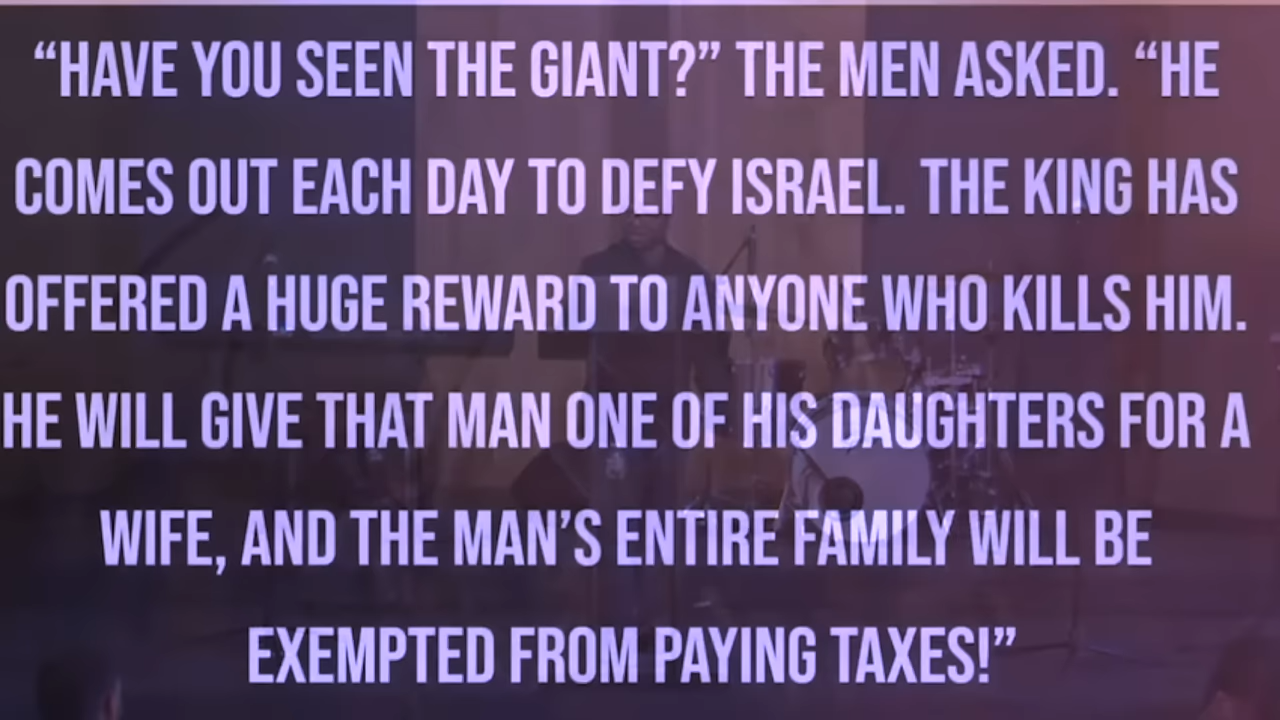 “HAVE YOU SEEN THE GIANT?” THE MEN ASKED. “HE
COMES OUT EACH DAY TO DEFY ISRAEL. THE KING HAS
OFFERED A HUGE REWARD TO ANYONE WHO KILLS HIM.
HE WILL GIVE THAT MAN ONE OF HIS DAUGHTERS FOR A
WIFE, AND THE MAN’S ENTIRE FAMILY WILL BE
EXEMPTED FROM PAYING TAXES!”